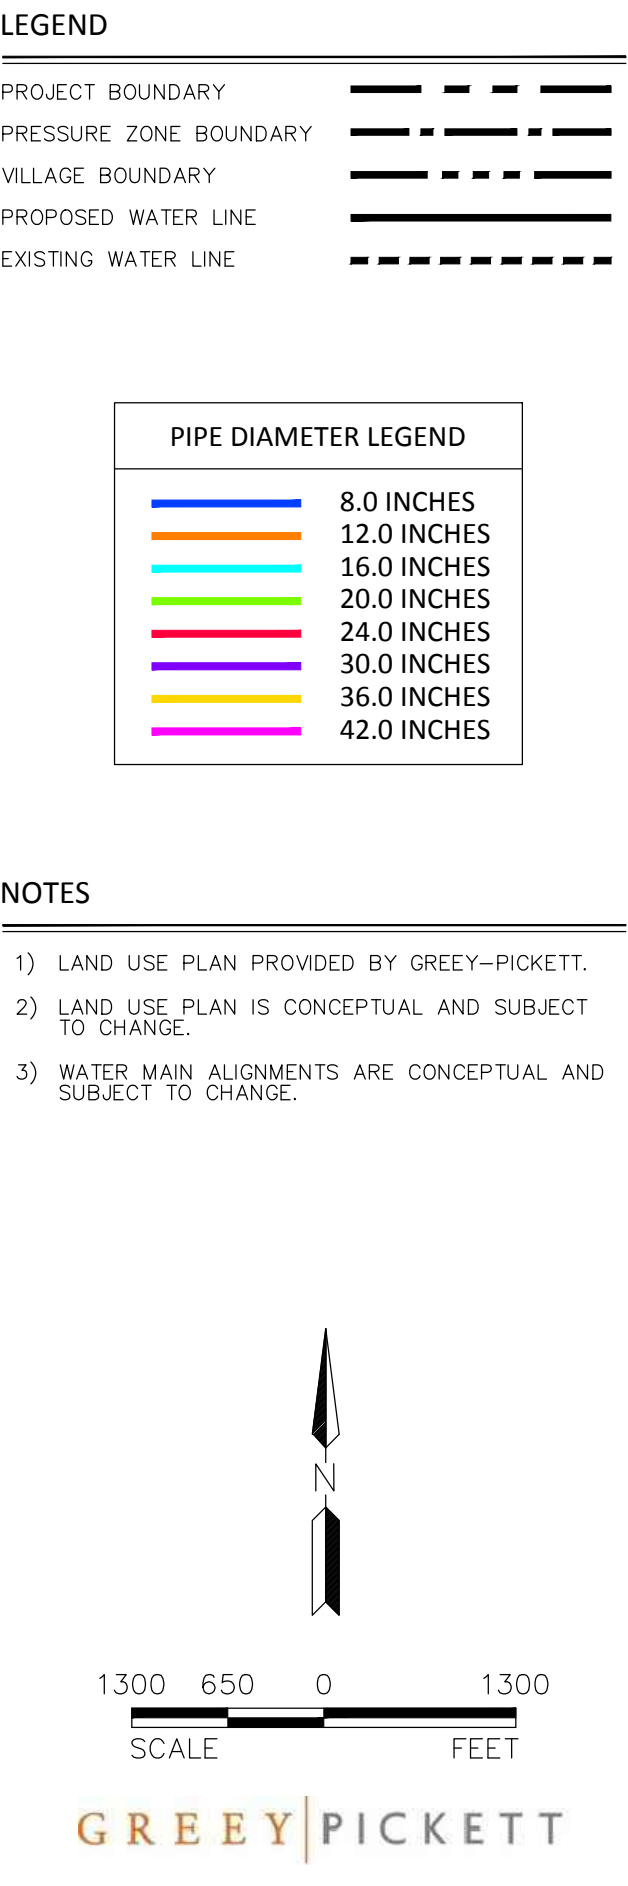 LEGEND
PROJECT BOUNDARY
PRESSURE ZONE BOUNDARY
VILLAGE BOUNDARY
PROPOSED WATER LINE
EXISTING WATER LINE
PIPE DIAMETER LEGEND
8.0 INCHES
12.0 INCHES
16.0 INCHES
20.0 INCHES
24.0 INCHES
30.0 INCHES
36.0 INCHES
42.0 INCHES
NOTES
1) LAND USE PLAN PROVIDED BY GREEY-PICKETT.
2) LAND USE PLAN IS CONCEPTUAL AND SUBJECT
TO CHANGE.
3) WATER MAIN ALIGNMENTS ARE CONCEPTUAL AND
SUBJECT TO CHANGE.
N
1300 650 0 1300
SCALE FEET
GREEY PICKETT